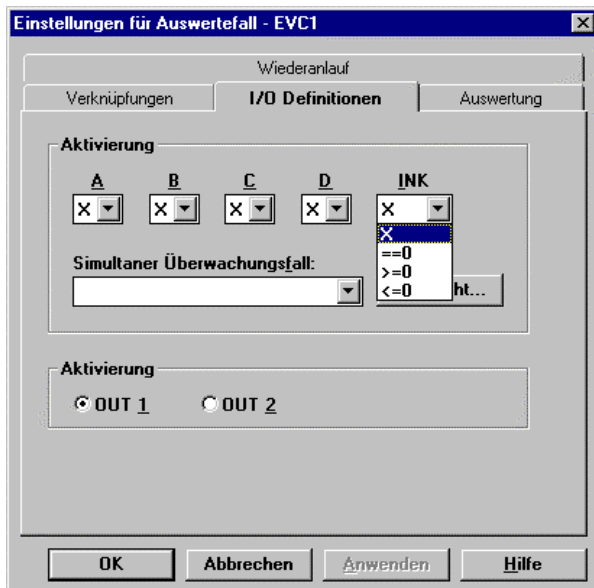 Einstellungen für Auswertefall - EVC1
Wiederanlauf
Verknüpfungen I/O Definitionen Auswertung
Aktivierung
A B C D INK
X X X X X
X
==0
>=0
<=0
Simultaner Überwachungsfall:
ht...
Aktivierung
OUT 1 OUT 2
OK Abbrechen Anwenden Hilfe